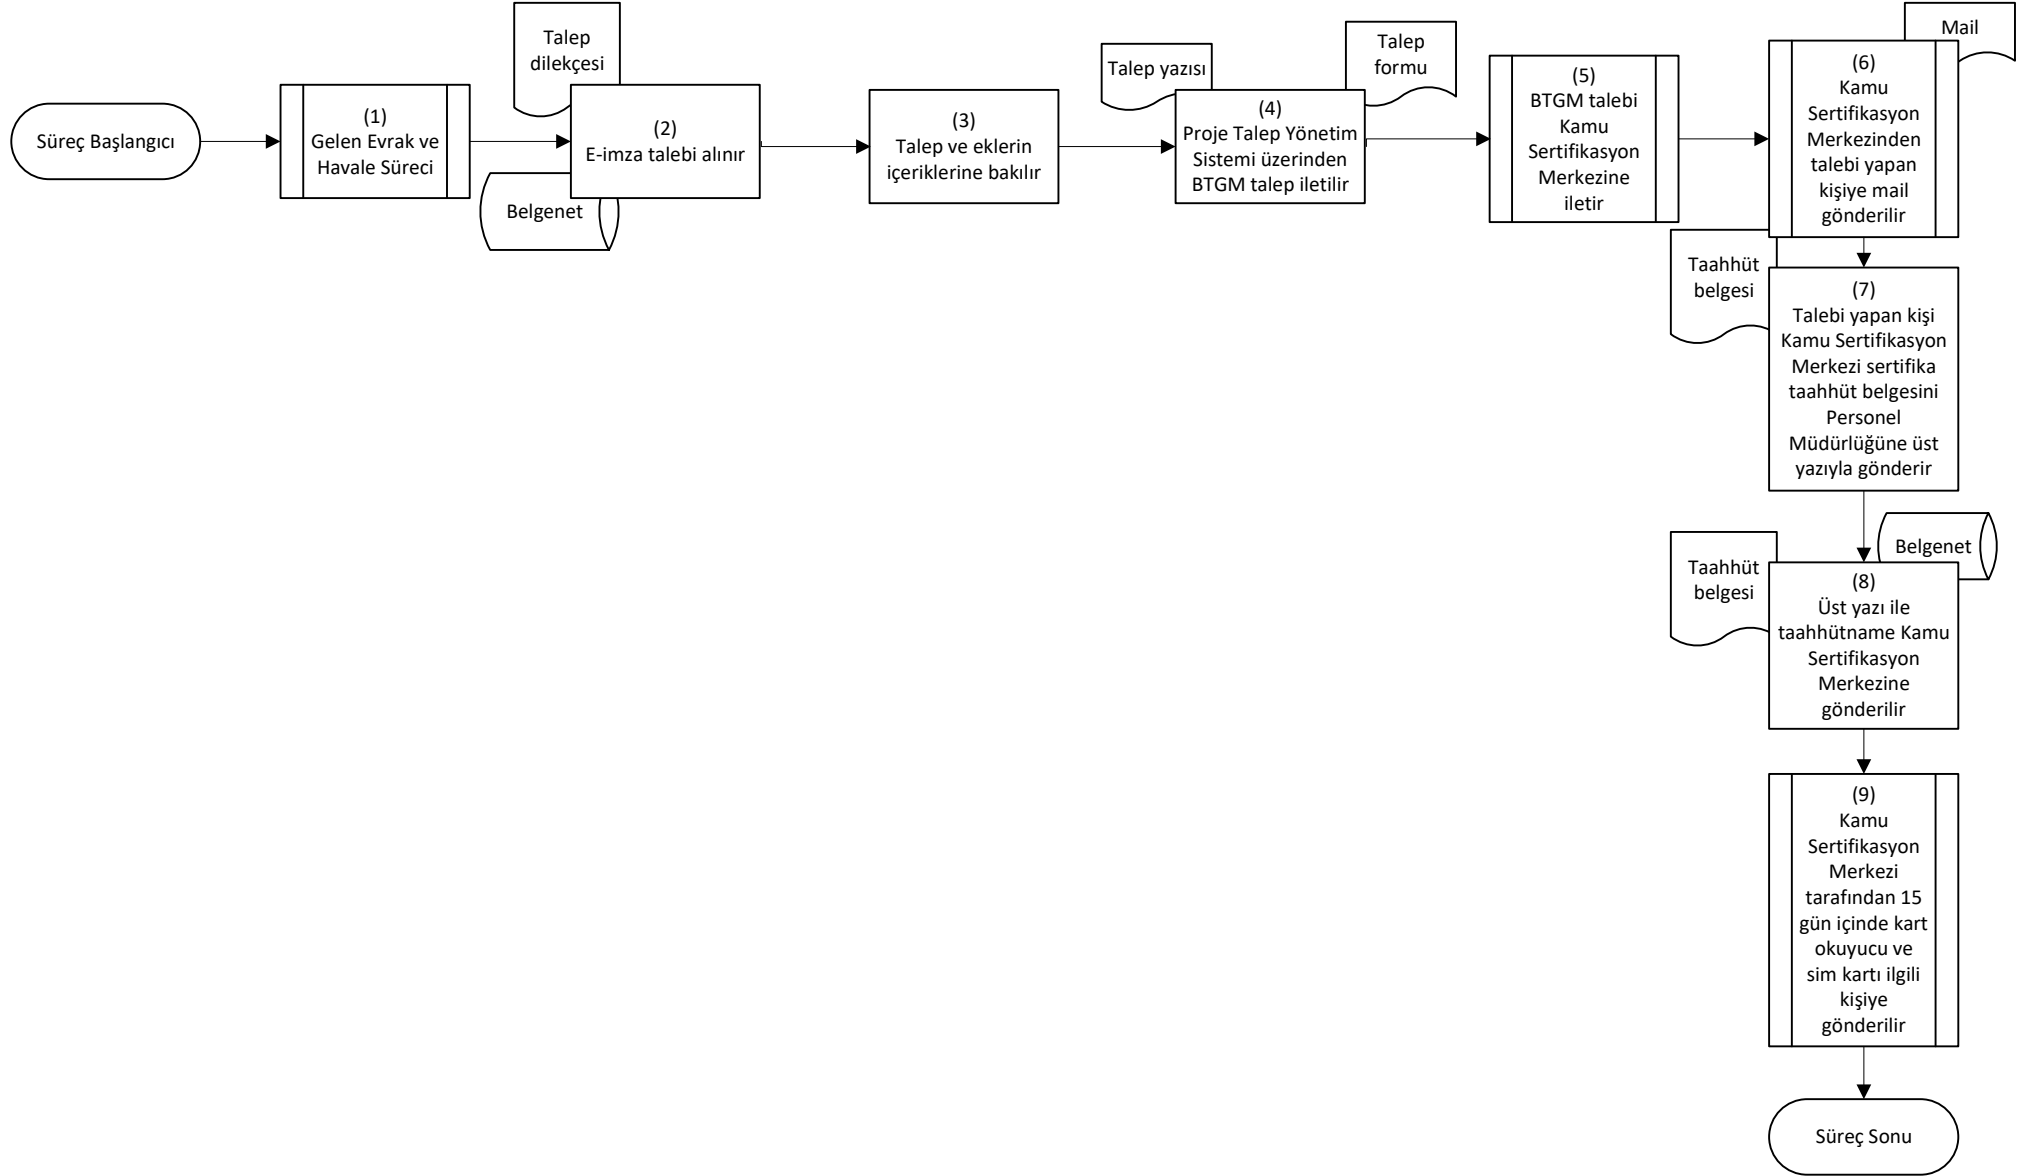 Süreç Başlangıcı
(1)
Gelen Evrak ve
Havale Süreci
Talep
dilekçesi
(2)
E-imza talebi alınır
Belgenet
(3)
Talep ve eklerin
içeriklerine bakılır
Talep yazısı
Talep
formu
(4)
Proje Talep Yönetim
Sistemi üzerinden
BTGM talep iletilir
(5)
BTGM talebi
Kamu
Sertifikasyon
Merkezine
iletir
Mail
(6)
Kamu
Sertifikasyon
Merkezinden
talebi yapan
kişiye mail
gönderilir
Taahhüt
belgesi
(7)
Talebi yapan kişi
Kamu Sertifikasyon
Merkezi sertifika
taahhüt belgesini
Personel
Müdürlüğüne üst
yazıyla gönderir
Belgenet
Taahhüt
belgesi
(8)
Üst yazı ile
taahhütname Kamu
Sertifikasyon
Merkezine
gönderilir
(9)
Kamu
Sertifikasyon
Merkezi
tarafından 15
gün içinde kart
okuyucu ve
sim kartı ilgili
kişiye
gönderilir
Süreç Sonu